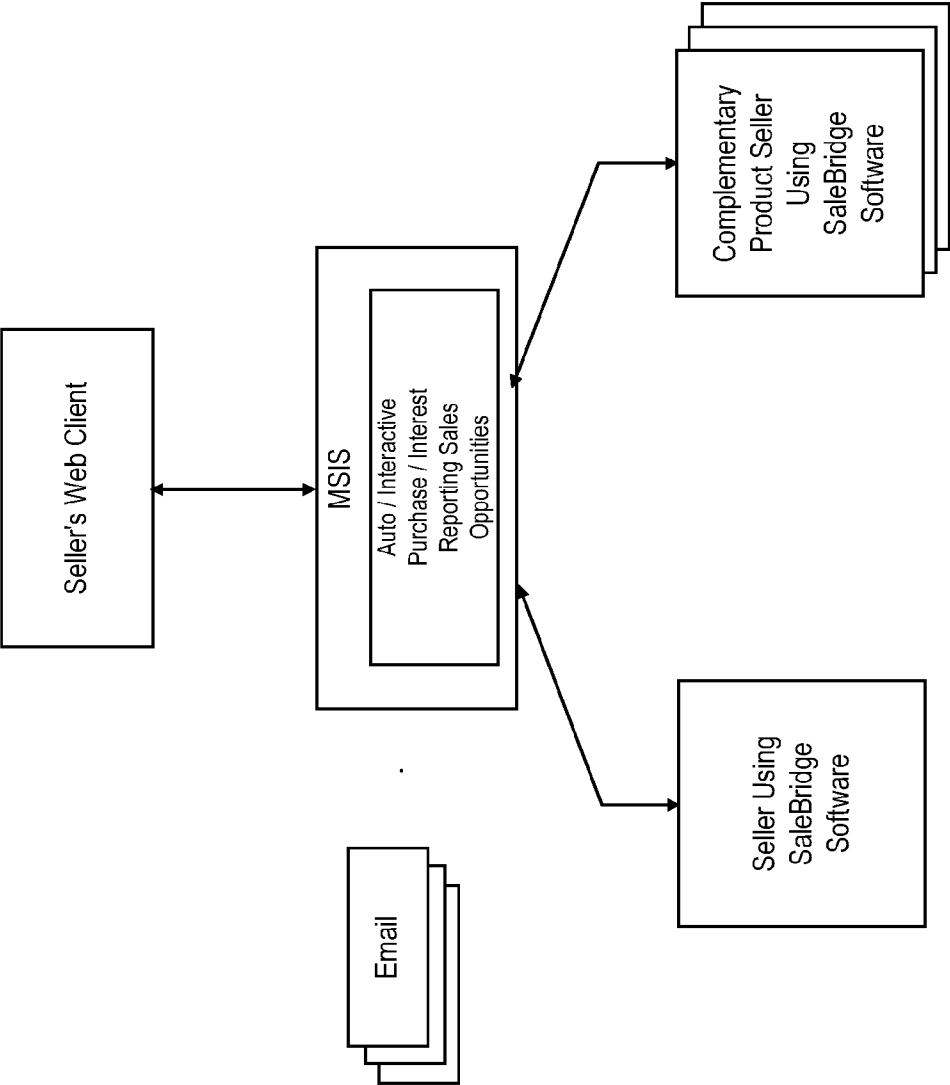 Seller's Web Client
MSIS
Auto / Interactive
Purchase / Interest
Reporting Sales
Opportunities
Email
Seller Using
SaleBridge
Software
Complementary
Product Seller
Using
SaleBridge
Software